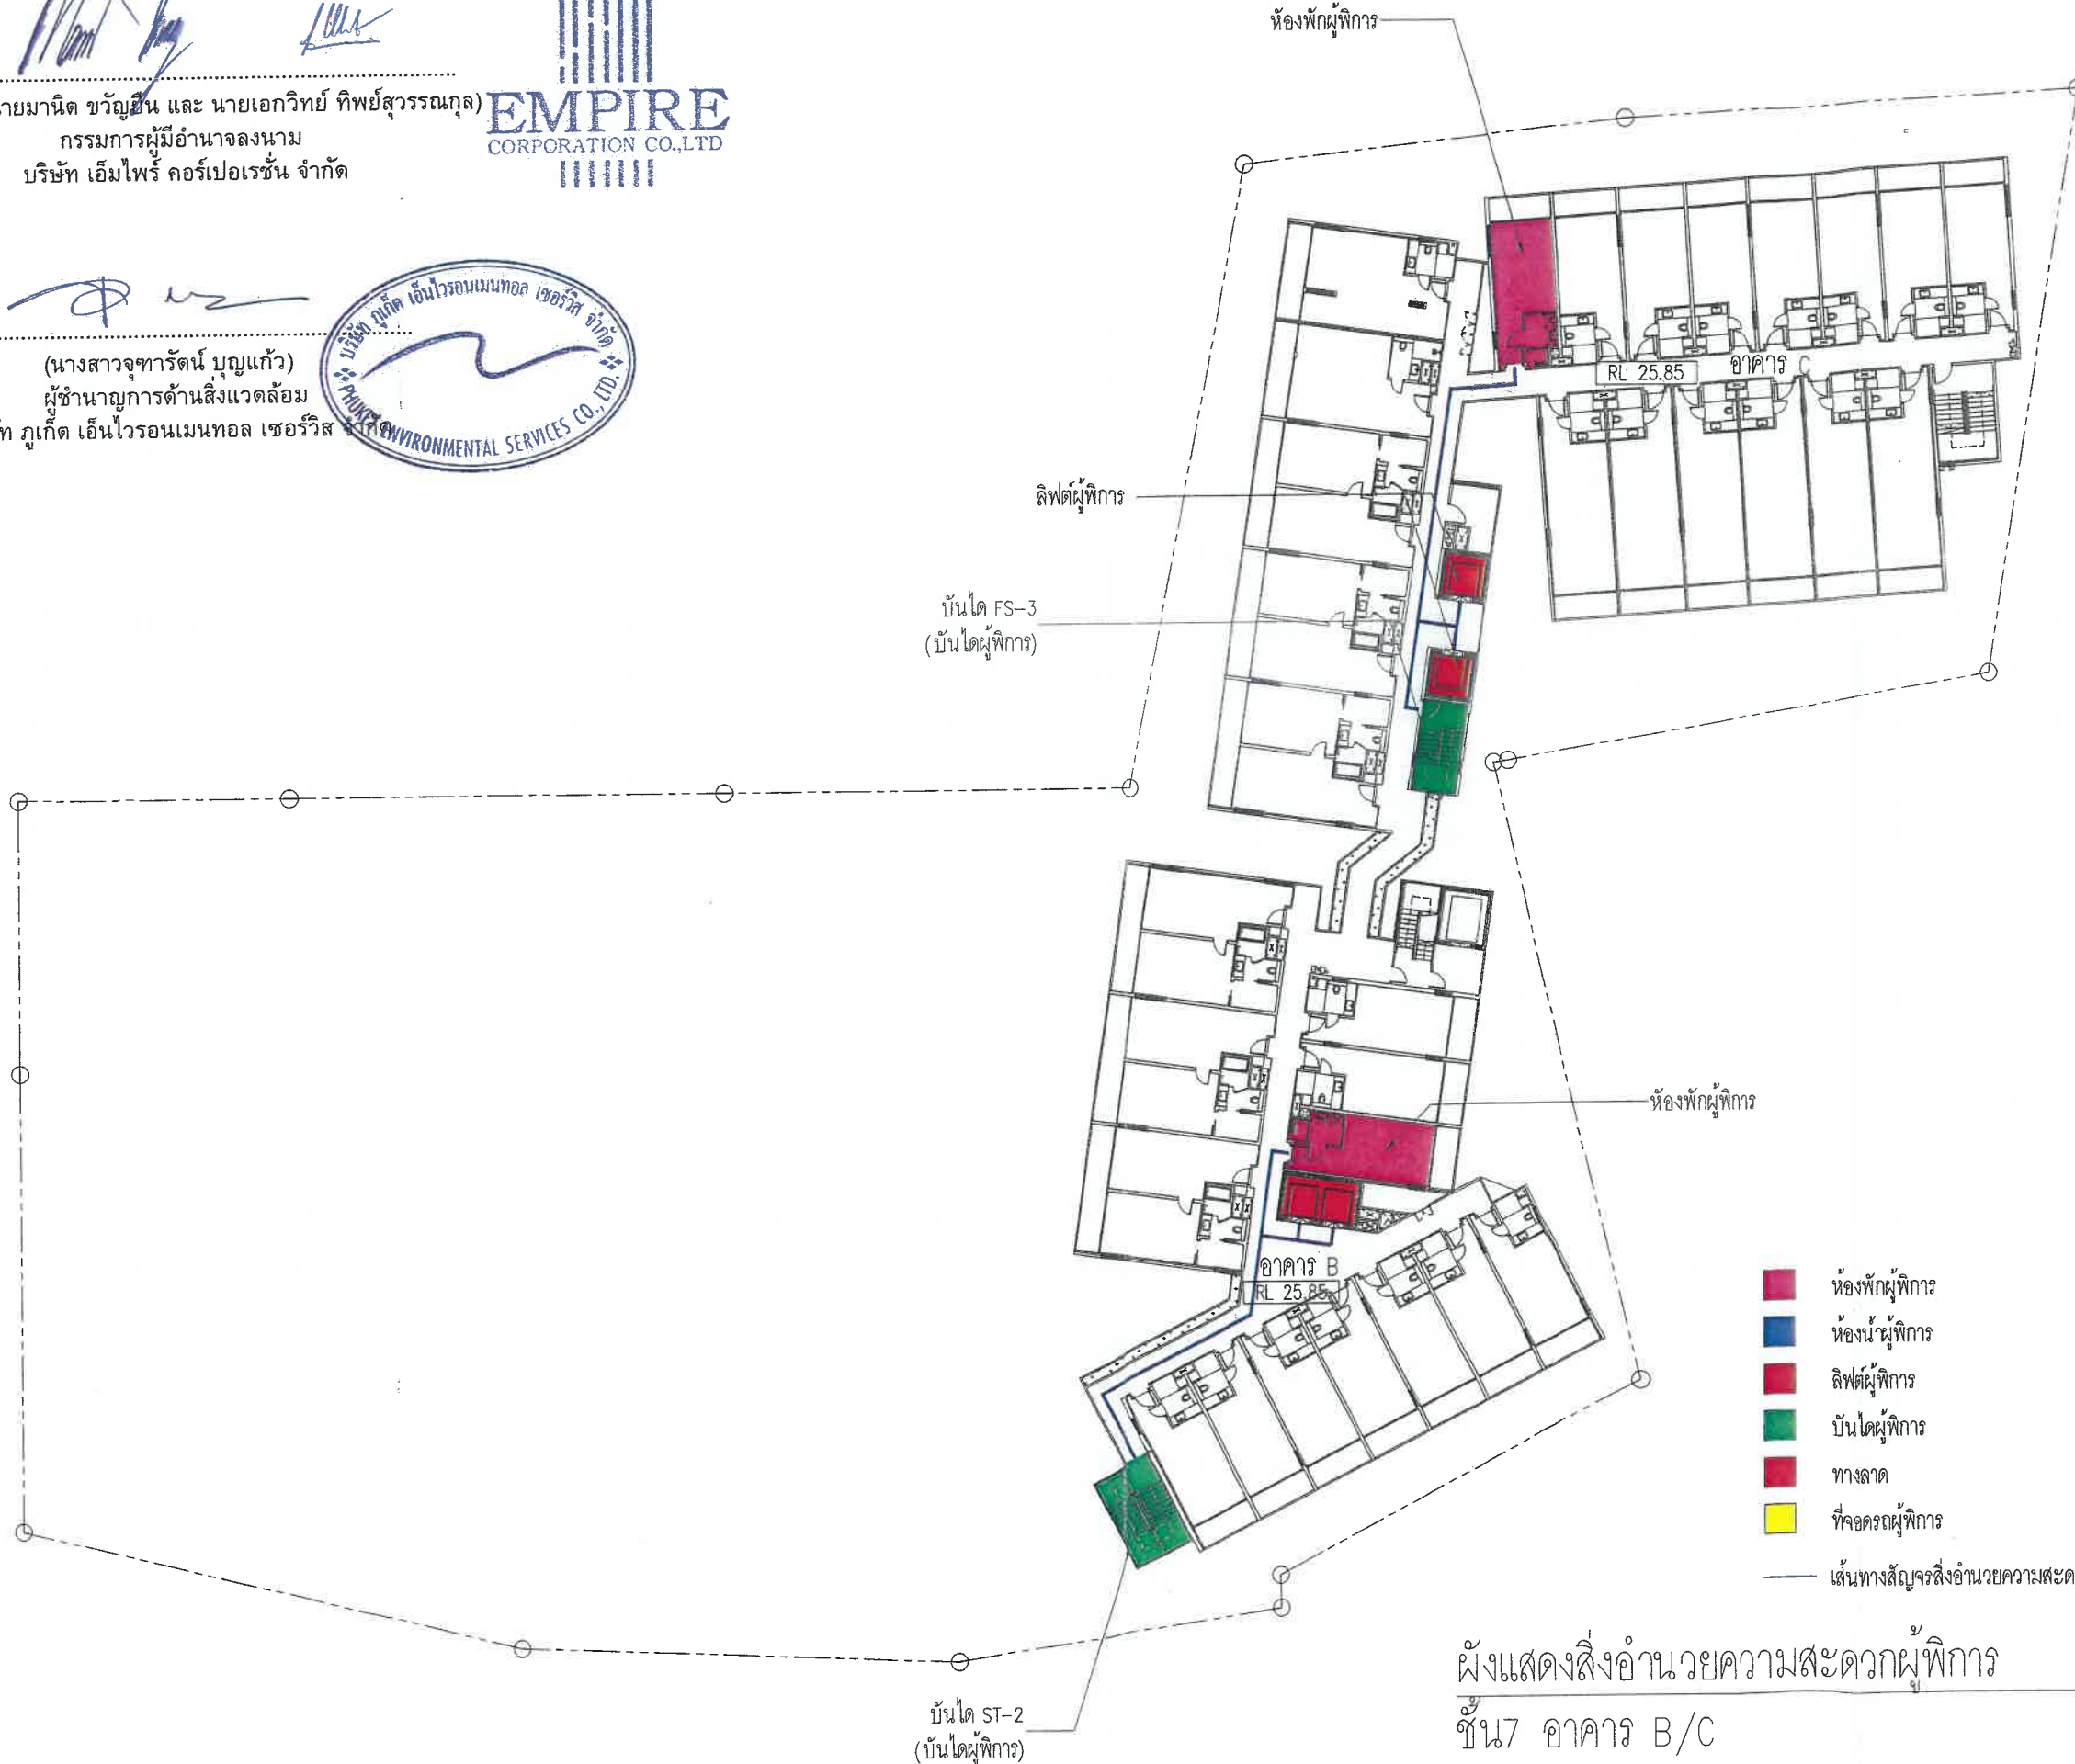 นายมานิต ขวัญยืน และ นายเอกวิทย์ ทิพย์สุวรรณกุล)
กรรมการผู้มีอำนาจลงนาม
บริษัท เอ็มไพร์ คอร์เปอเรชั่น จำกัด
EMPIRE
CORPORATION CO.,LTD
(นางสาวจุฑารัตน์ บุญแก้ว)
ผู้ชำนาญการด้านสิ่งแวดล้อม
ท ภูเก็ต เอ็นไวรอนเมนทอล เซอร์วิส จำกัด
บริษัท ภูเก็ต เอ็นไวรอนเมนทอล เซอร์วิส จำกัด
PHUKET ENVIRONMENTAL SERVICES CO., LTD.
ห้องพักผู้พิการ
RL 25.85
อาคาร C
ลิฟต์ผู้พิการ
บันได FS-3
(บันไดผู้พิการ)
ห้องพักผู้พิการ
อาคาร B
RL 25.85
ห้องพักผู้พิการ
ห้องน้ำผู้พิการ
ลิฟต์ผู้พิการ
บันไดผู้พิการ
ทางลาด
ที่จอดรถผู้พิการ
เส้นทางสัญจรสิ่งอำนวยความสะด
บันได ST-2
(บันไดผู้พิการ)
ผังแสดงสิ่งอำนวยความสะดวกผู้พิการ
ชั้น7 อาคาร B/C